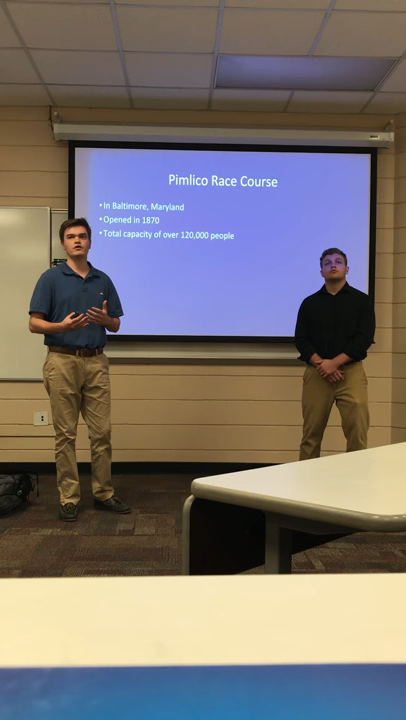 Pimlico Race Course
• In Baltimore, Maryland
• Opened in 1870
• Total capacity of over 120,000 people